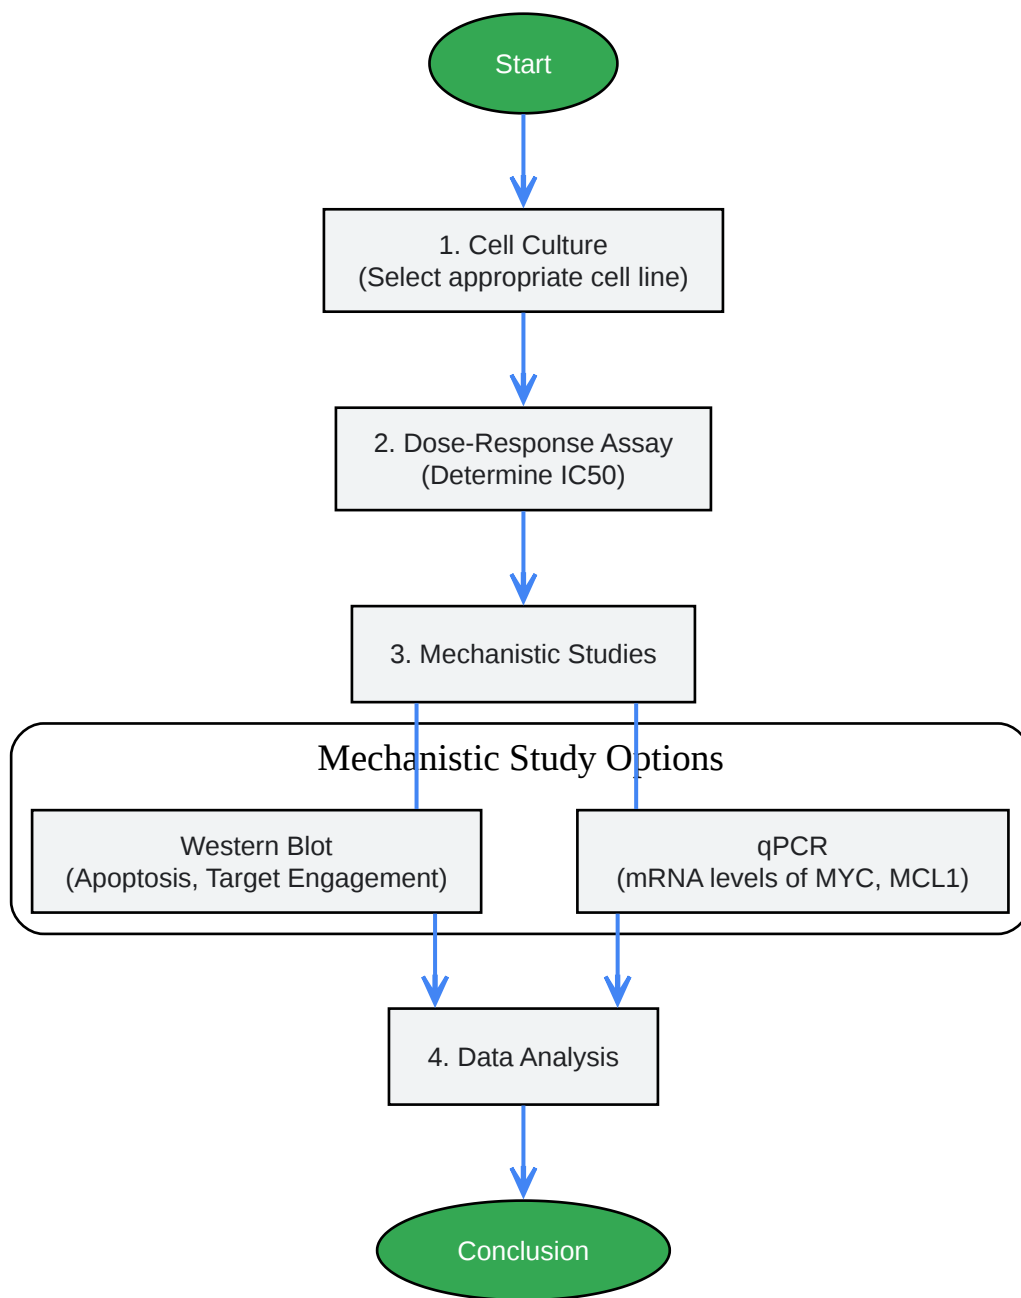 Start
1. Cell Culture
(Select appropriate cell line)
2. Dose-Response Assay
(Determine IC50)
3. Mechanistic Studies
Mechanistic Study Options
Western Blot
(Apoptosis, Target Engagement)
qPCR
(mRNA levels of MYC, MCL1)
4. Data Analysis
Conclusion